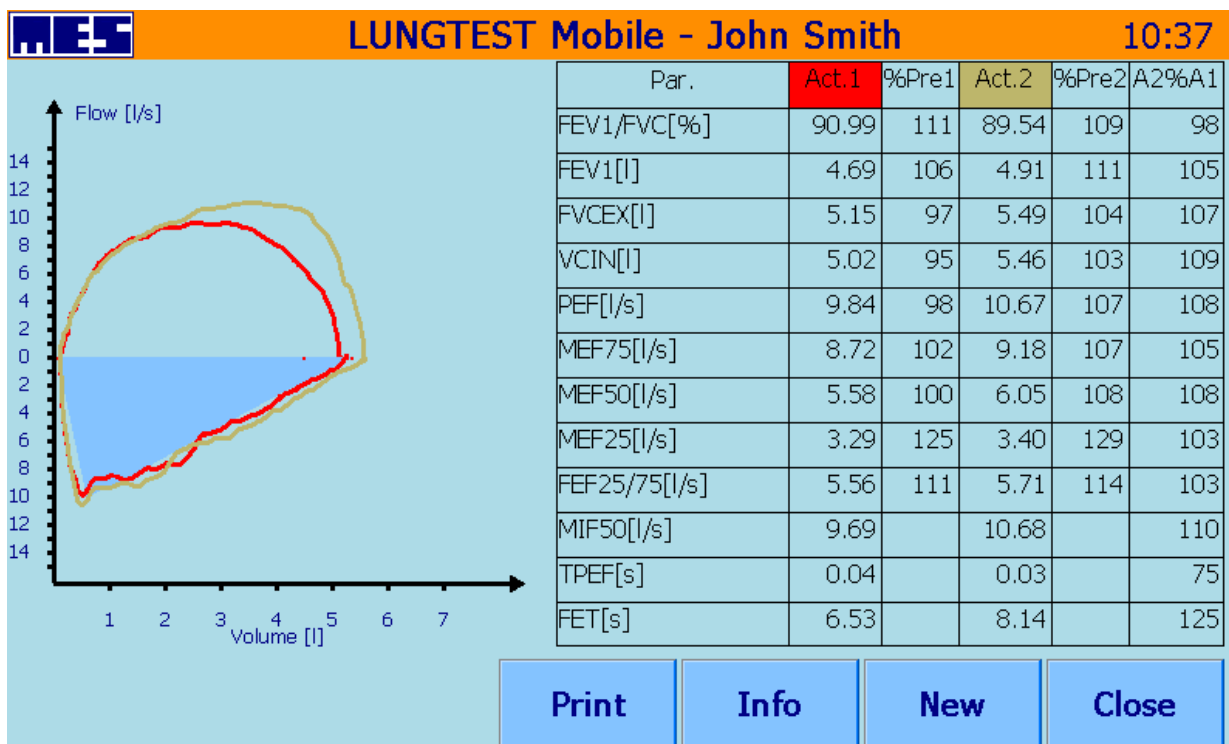 MES
LUNGTEST Mobile - John Smith
10:37
Flow [l/s]
14
12
10
8
6
4
2
0
2
4
6
8
10
12
14
1 2 3 4 5 6 7
Volume [l]
Par. Act.1 %Pre1 Act.2 %Pre2 A2%A1
FEV1/FVC[%] 90.99 111 89.54 109 98
FEV1[l] 4.69 106 4.91 111 105
FVCEX[l] 5.15 97 5.49 104 107
VCIN[l] 5.02 95 5.46 103 109
PEF[l/s] 9.84 98 10.67 107 108
MEF75[l/s] 8.72 102 9.18 107 105
MEF50[l/s] 5.58 100 6.05 108 108
MEF25[l/s] 3.29 125 3.40 129 103
FEF25/75[l/s] 5.56 111 5.71 114 103
MIF50[l/s] 9.69 10.68 110
TPEF[s] 0.04 0.03 75
FET[s] 6.53 8.14 125
Print Info New Close